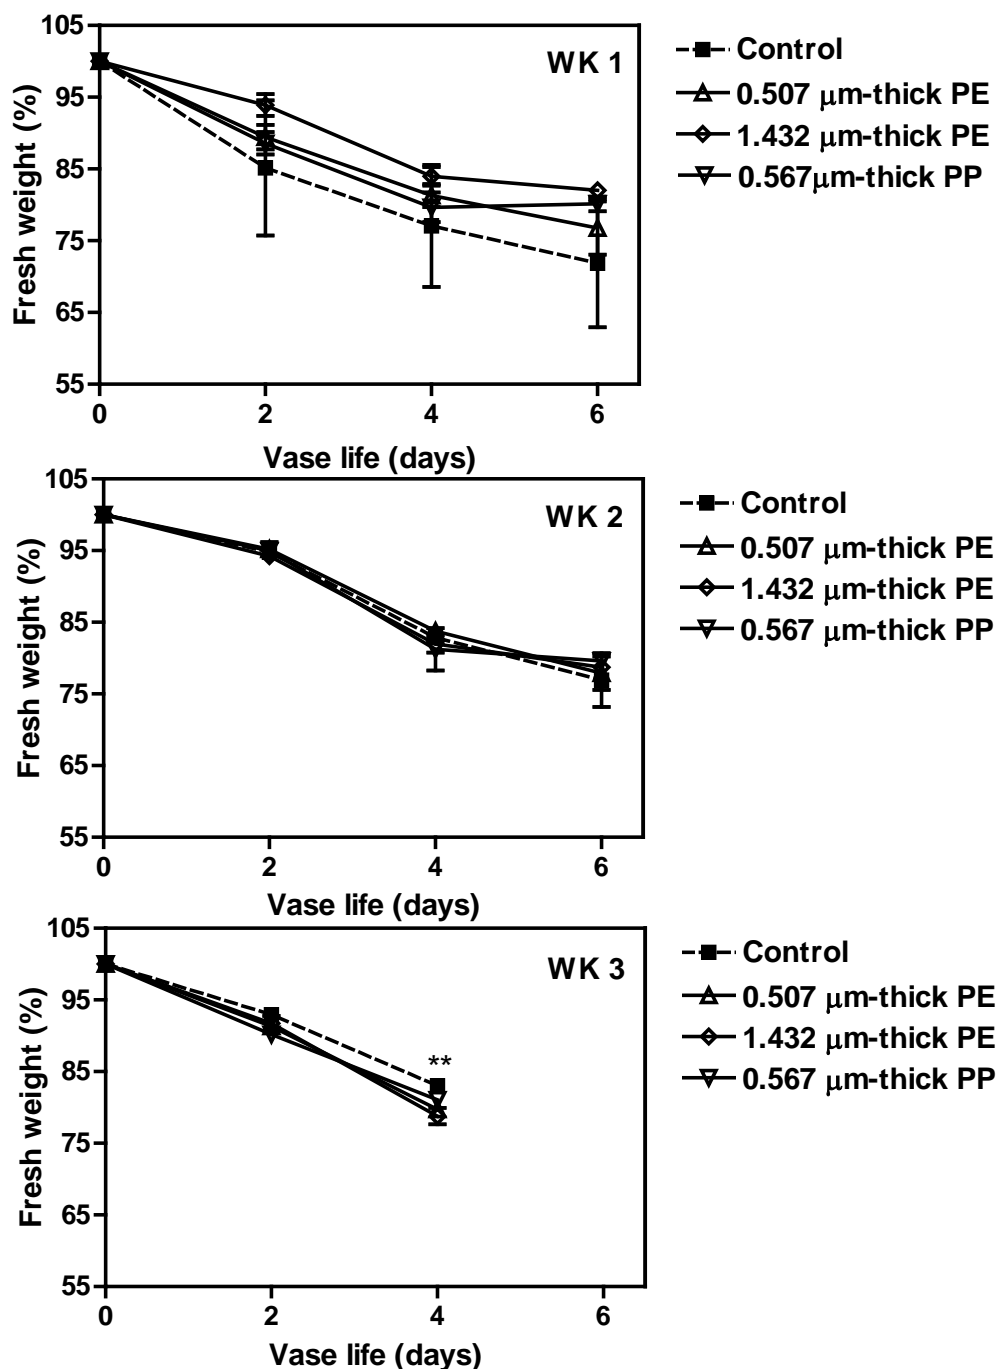 105
95
85
75
65
55
Fresh weight (%)
WK 1
0 2 4 6
Vase life (days)
Control
0.507 μm-thick PE
1.432 μm-thick PE
0.567μm-thick PP
105
95
85
75
65
55
Fresh weight (%)
WK 2
0 2 4 6
Vase life (days)
Control
0.507 μm-thick PE
1.432 μm-thick PE
0.567 μm-thick PP
105
95
85
75
65
55
Fresh weight (%)
WK 3
**
0 2 4 6
Vase life (days)
Control
0.507 μm-thick PE
1.432 μm-thick PE
0.567 μm-thick PP